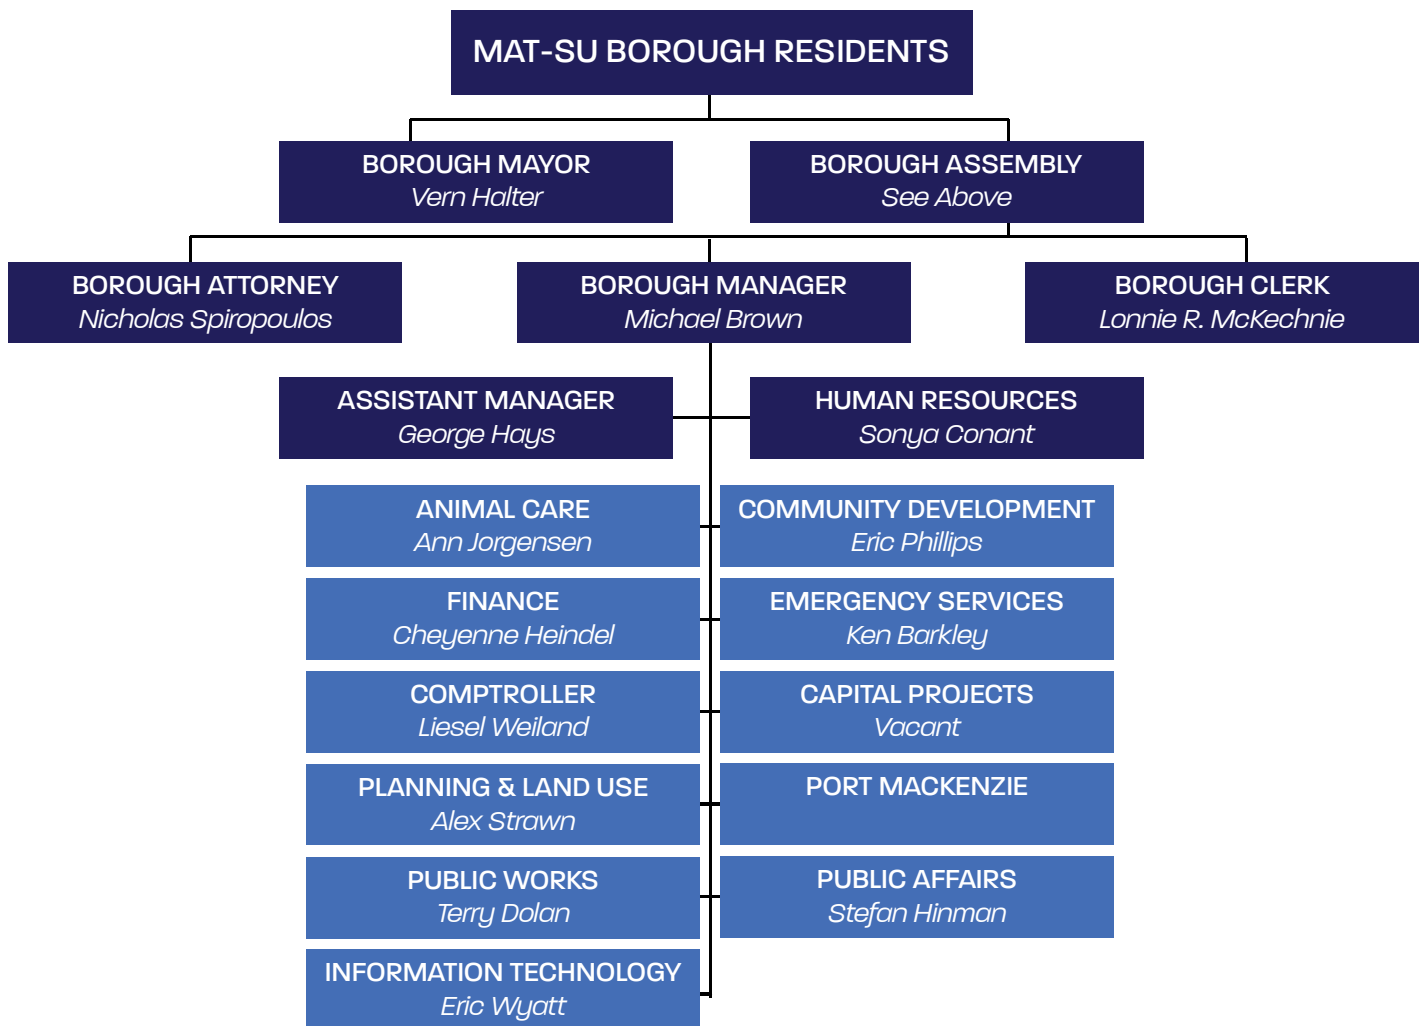 MAT-SU BOROUGH RESIDENTS
BOROUGH MAYOR
Vern Halter
BOROUGH ASSEMBLY
See Above
BOROUGH ATTORNEY
Nicholas Spiropoulos
BOROUGH MANAGER
Michael Brown
BOROUGH CLERK
Lonnie R. McKechnie
ASSISTANT MANAGER
George Hays
HUMAN RESOURCES
Sonya Conant
ANIMAL CARE
Ann Jorgensen
COMMUNITY DEVELOPMENT
Eric Phillips
FINANCE
Cheyenne Heindel
EMERGENCY SERVICES
Ken Barkley
COMPTROLLER
Liesel Weiland
CAPITAL PROJECTS
Vacant
PLANNING & LAND USE
Alex Strawn
PORT MACKENZIE
PUBLIC WORKS
Terry Dolan
PUBLIC AFFAIRS
Stefan Hinman
INFORMATION TECHNOLOGY
Eric Wyatt